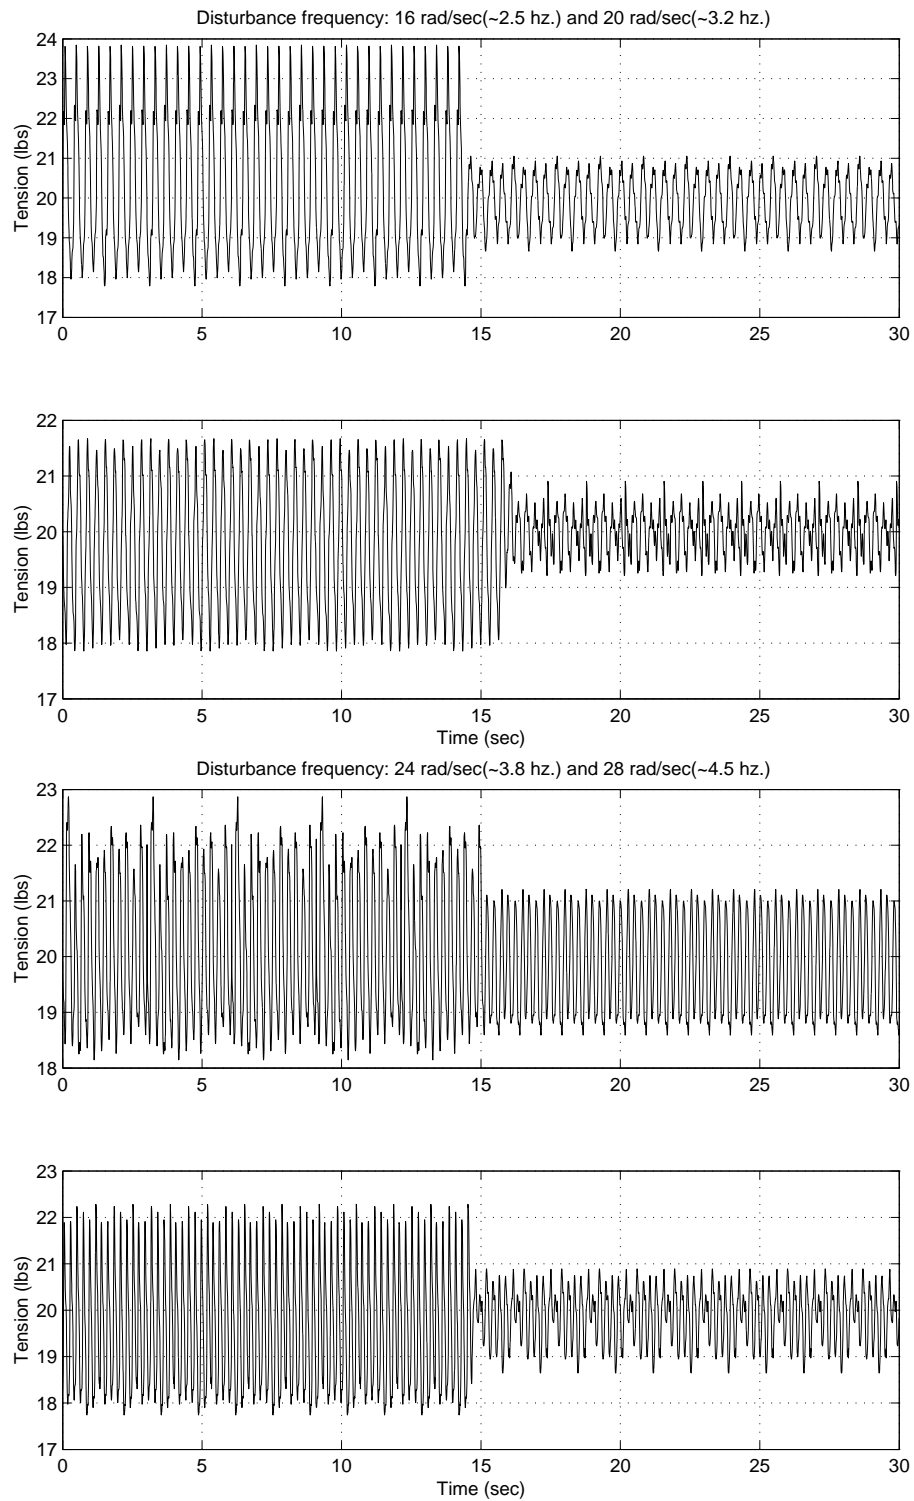 Disturbance frequency: 16 rad/sec(~2.5 hz.) and 20 rad/sec(~3.2 hz.)
24
23
22
21
20
19
18
17
Tension (lbs)
0 5 10 15 20 25 30
22
21
20
19
18
17
Tension (lbs)
0 5 10 15 20 25 30
Time (sec)
Disturbance frequency: 24 rad/sec(~3.8 hz.) and 28 rad/sec(~4.5 hz.)
23
22
21
20
19
18
Tension (lbs)
0 5 10 15 20 25 30
23
22
21
20
19
18
17
Tension (lbs)
0 5 10 15 20 25 30
Time (sec)